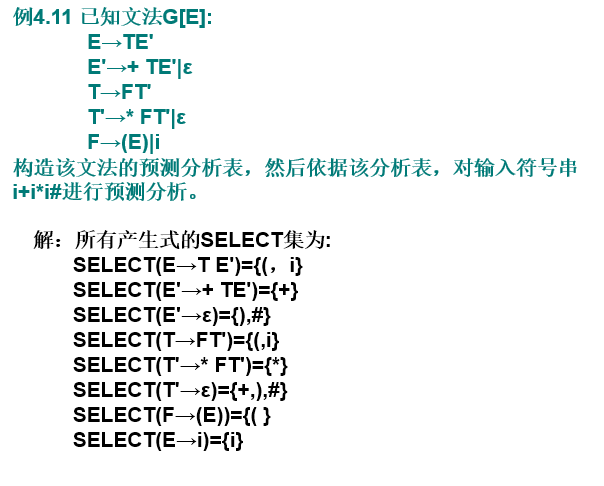 例4.11 已知文法G[E]:
E→TE'
E'→+ TE'|ε
T→FT'
T'→* FT'|ε
F→(E)|i
构造该文法的预测分析表，然后依据该分析表，对输入符号串
i+i*i#进行预测分析。
解：所有产生式的SELECT集为:
SELECT(E→T E')={(，i}
SELECT(E'→+ TE')={+}
SELECT(E'→ε)={),#}
SELECT(T→FT')={(,i}
SELECT(T'→* FT')={*}
SELECT(T'→ε)={+,),#}
SELECT(F→(E))={( }
SELECT(E→i)={i}